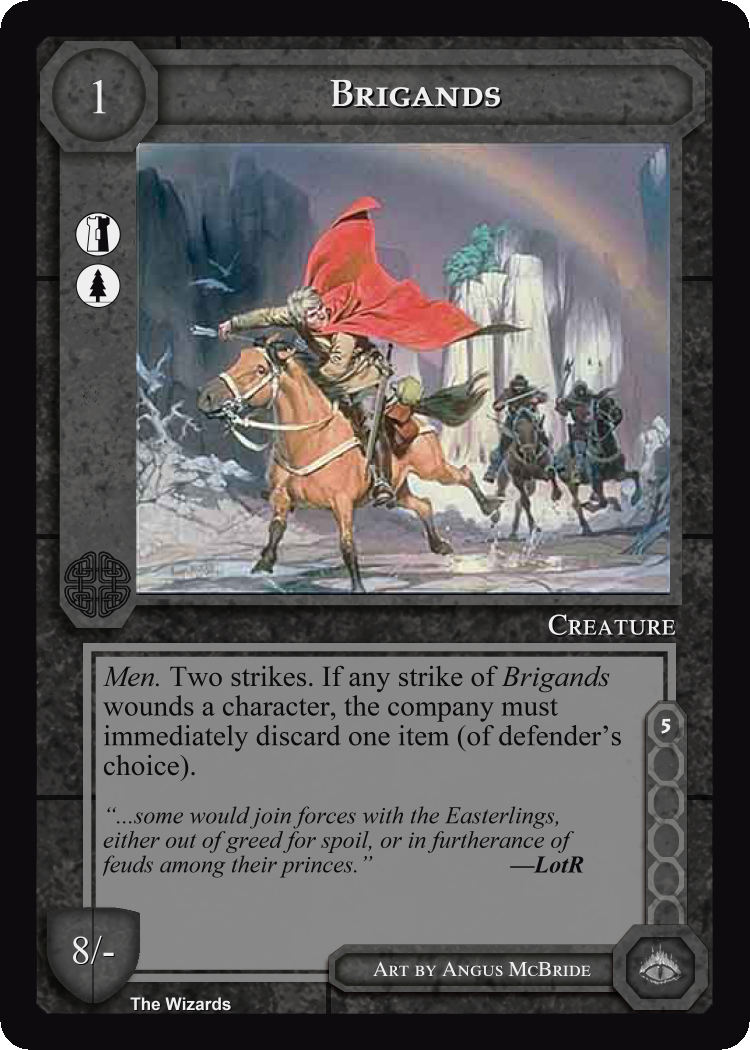 1
BRIGANDS
CREATURE
Men. Two strikes. If any strike of Brigands
wounds a character, the company must
immediately discard one item (of defender’s
choice).
5
“...some would join forces with the Easterlings,
either out of greed for spoil, or in furtherance of
feuds among their princes.” —LotR
8/-
ART BY ANGUS MCBRIDE
The Wizards